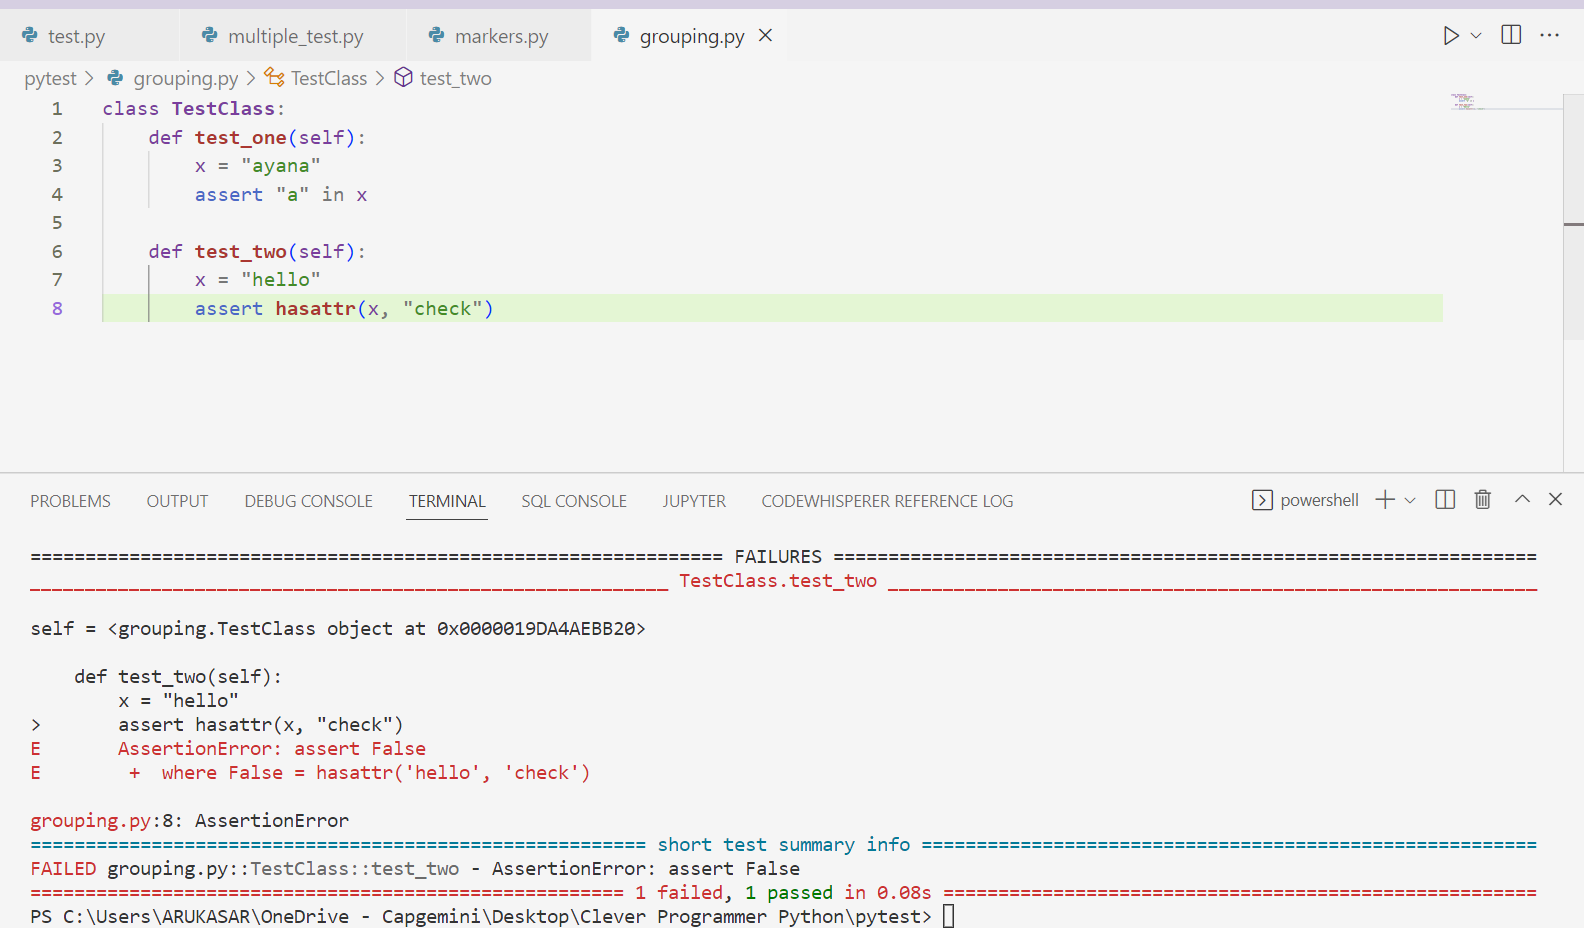 test.py multiple_test.py markers.py grouping.py
pytest > grouping.py > TestClass > test_two
1 class TestClass:
2     def test_one(self):
3         x = "ayana"
4         assert "a" in x
5
6     def test_two(self):
7         x = "hello"
8         assert hasattr(x, "check")
PROBLEMS OUTPUT DEBUG CONSOLE TERMINAL SQL CONSOLE JUPYTER CODEWHISPERER REFERENCE LOG powershell
=============================================================== FAILURES ================================================================
__________________________________________________________ TestClass.test_two ___________________________________________________________
self = <grouping.TestClass object at 0x0000019DA4AEBB20>
    def test_two(self):
        x = "hello"
>       assert hasattr(x, "check")
E       AssertionError: assert False
E        +  where False = hasattr('hello', 'check')
grouping.py:8: AssertionError
======================================================== short test summary info ========================================================
FAILED grouping.py::TestClass::test_two - AssertionError: assert False
====================================================== 1 failed, 1 passed in 0.08s ======================================================
PS C:\Users\ARUKASAR\OneDrive - Capgemini\Desktop\Clever Programmer Python\pytest>